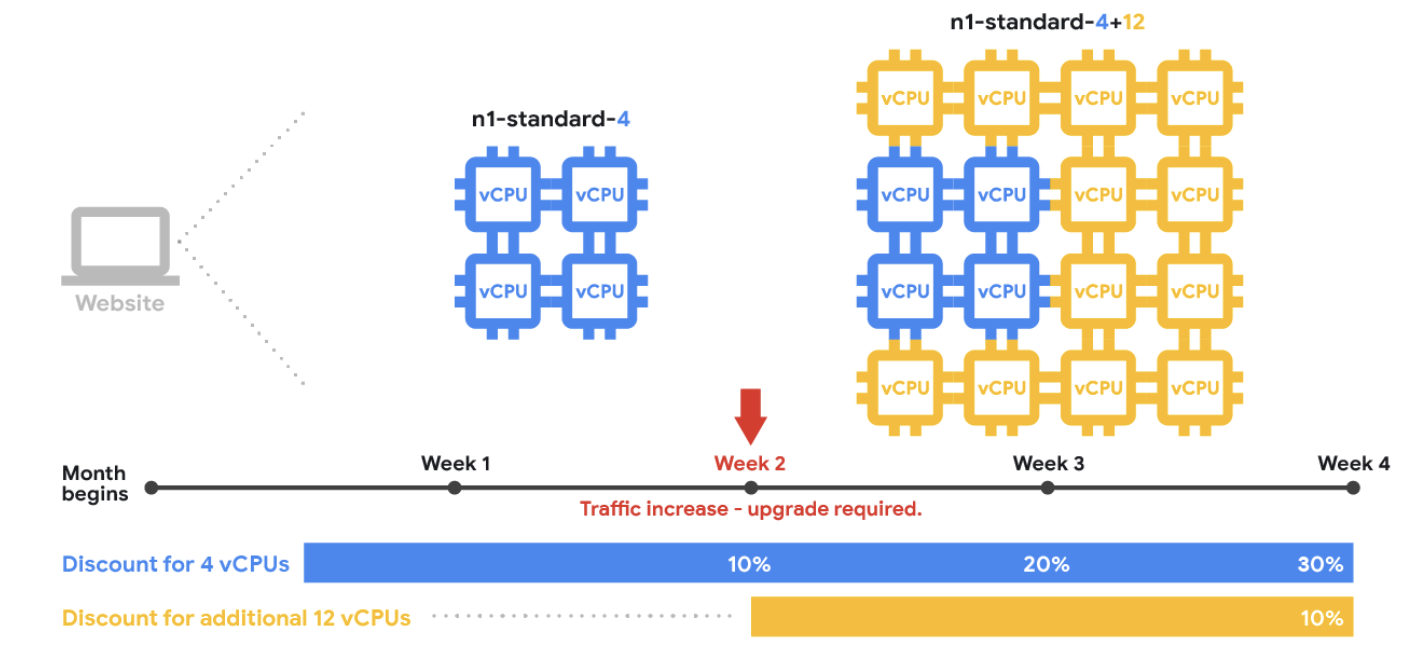 n1-standard-4+12
vCPU vCPU vCPU vCPU
n1-standard-4
vCPU vCPU
vCPU vCPU vCPU vCPU
vCPU vCPU
vCPU vCPU vCPU vCPU
Website
vCPU vCPU vCPU vCPU
Month
begins
Week 1
Week 2
Week 3
Week 4
Traffic increase - upgrade required.
Discount for 4 vCPUs
10%
20%
30%
Discount for additional 12 vCPUs
10%